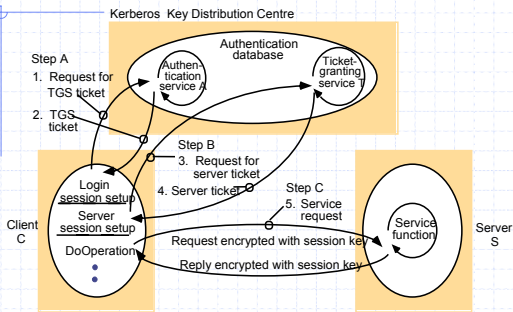 Kerberos Key Distribution Centre
Step A
1. Request for
TGS ticket
2. TGS
ticket
Authen-
tication
service A
Authentication
database
Ticket-
granting
service T
Step B
3. Request for
server ticket
4. Server ticket
Step C
5. Service
request
Client
C
Login
session setup
Server
session setup
DoOperation
Request encrypted with session key
Reply encrypted with session key
Service
function
Server
S